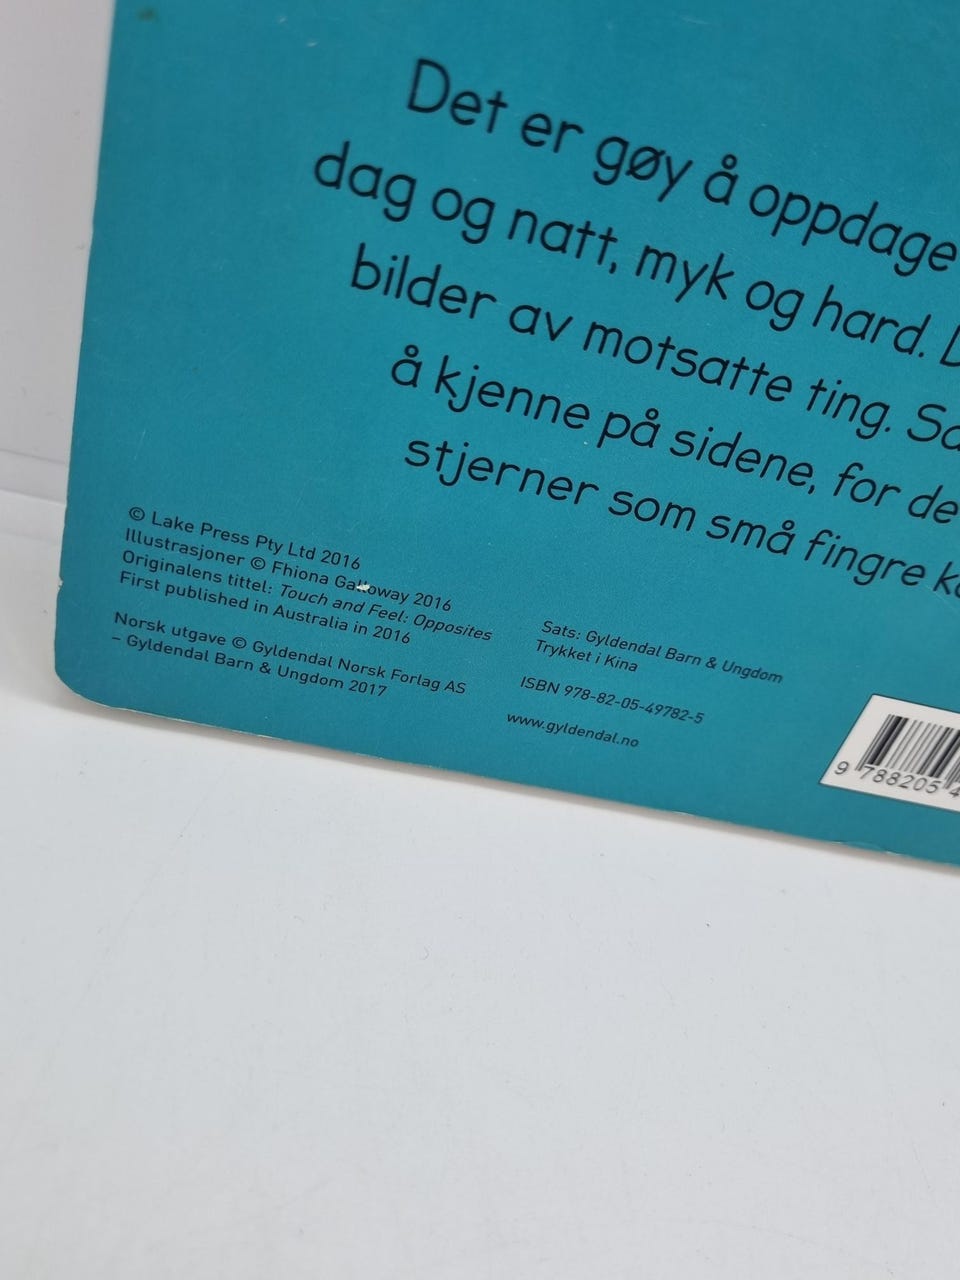 Det er gøy å oppdage
dag og natt, myk og hard.
bilder av motsatte ting.
å kjenne på sidene, for
stjerner som små fingre
© Lake Press Pty Ltd 2016
Illustrasjoner © Fhiona Galloway 2016
Originalens tittel: Touch and Feel: Opposites
First published in Australia in 2016
Norsk utgave © Gyldendal Norsk Forlag AS
– Gyldendal Barn & Ungdom 2017
Sats: Gyldendal Barn & Ungdom
Trykket i Kina
ISBN 978-82-05-49782-5
www.gyldendal.no
9 788205 4